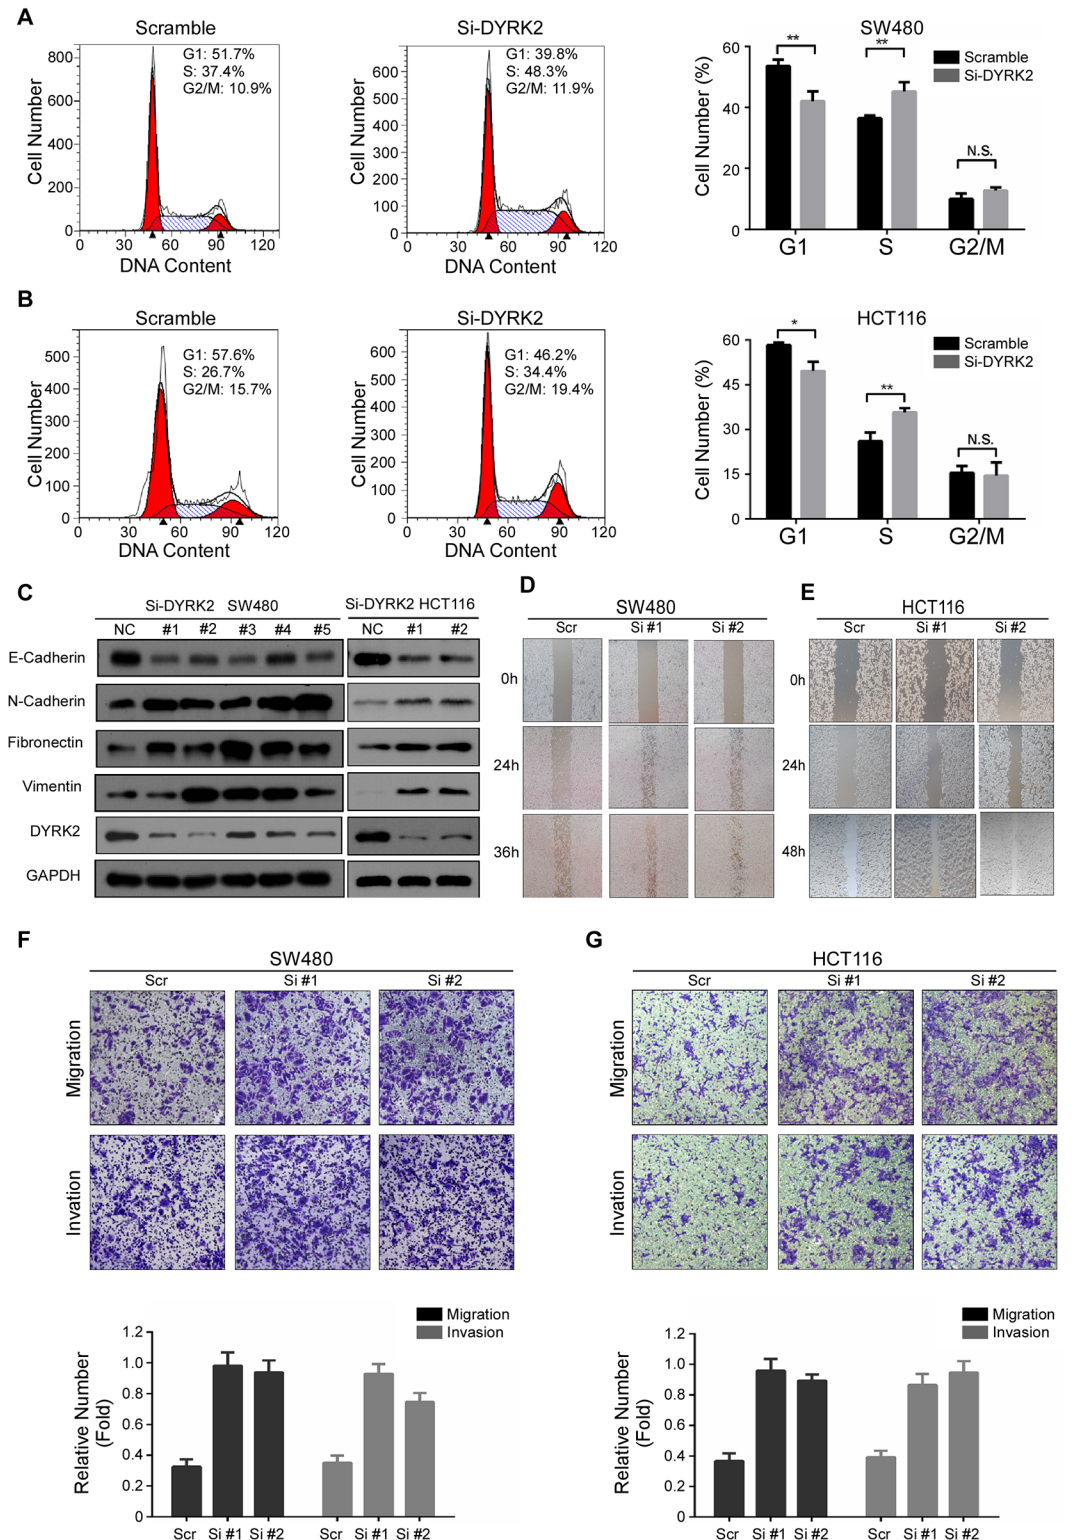 A
Scramble
G1: 51.7%
S: 37.4%
G2/M: 10.9%
Cell Number
800
600
400
200
0
0 30 60 90 120
DNA Content
Si-DYRK2
G1: 39.8%
S: 48.3%
G2/M: 11.9%
Cell Number
600
500
400
300
200
100
0
0 30 60 90 120
DNA Content
SW480
Scramble
Si-DYRK2
Cell Number (%)
60
40
20
0
**
**
N.S.
G1 S G2/M
B
Scramble
G1: 57.6%
S: 26.7%
G2/M: 15.7%
Cell Number
500
400
300
200
100
0
0 30 60 90 120
DNA Content
Si-DYRK2
G1: 46.2%
S: 34.4%
G2/M: 19.4%
Cell Number
600
500
400
300
200
100
0
0 30 60 90 120
DNA Content
HCT116
Scramble
Si-DYRK2
Cell Number (%)
60
45
30
15
0
*
**
N.S.
G1 S G2/M
C
Si-DYRK2 SW480
Si-DYRK2 HCT116
NC #1 #2 #3 #4 #5
NC #1 #2
E-Cadherin
N-Cadherin
Fibronectin
Vimentin
DYRK2
GAPDH
D
SW480
Scr Si #1 Si #2
0h
24h
36h
E
HCT116
Scr Si #1 Si #2
0h
24h
48h
F
SW480
Scr Si #1 Si #2
Migration
Invation
Migration
Invasion
Relative Number
(Fold)
1.2
1.0
0.8
0.6
0.4
0.2
0
Scr Si #1 Si #2 Scr Si #1 Si #2
G
HCT116
Scr Si #1 Si #2
Migration
Invation
Migration
Invasion
Relative Number
(Fold)
1.2
1.0
0.8
0.6
0.4
0.2
0
Scr Si #1 Si #2 Scr Si #1 Si #2